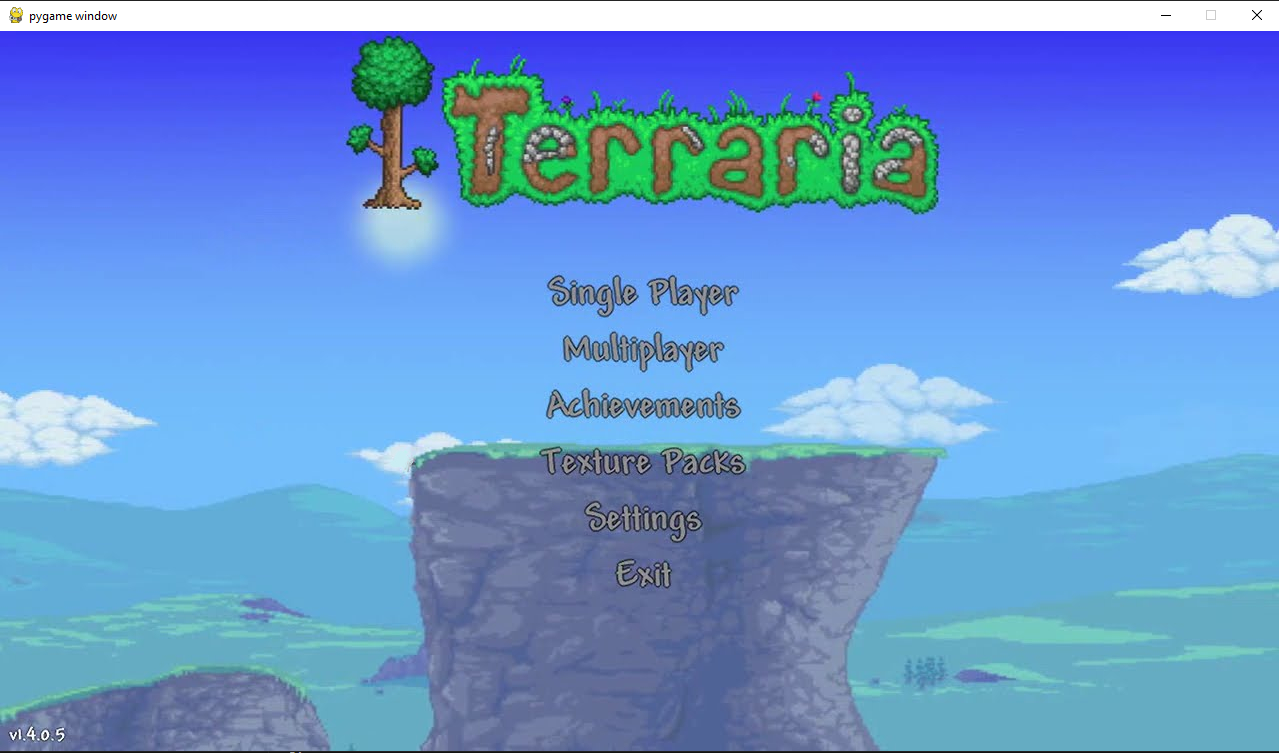 pygame window
Terraria
Single Player
Multiplayer
Achievements
Texture Packs
Settings
Exit
v1.4.0.5